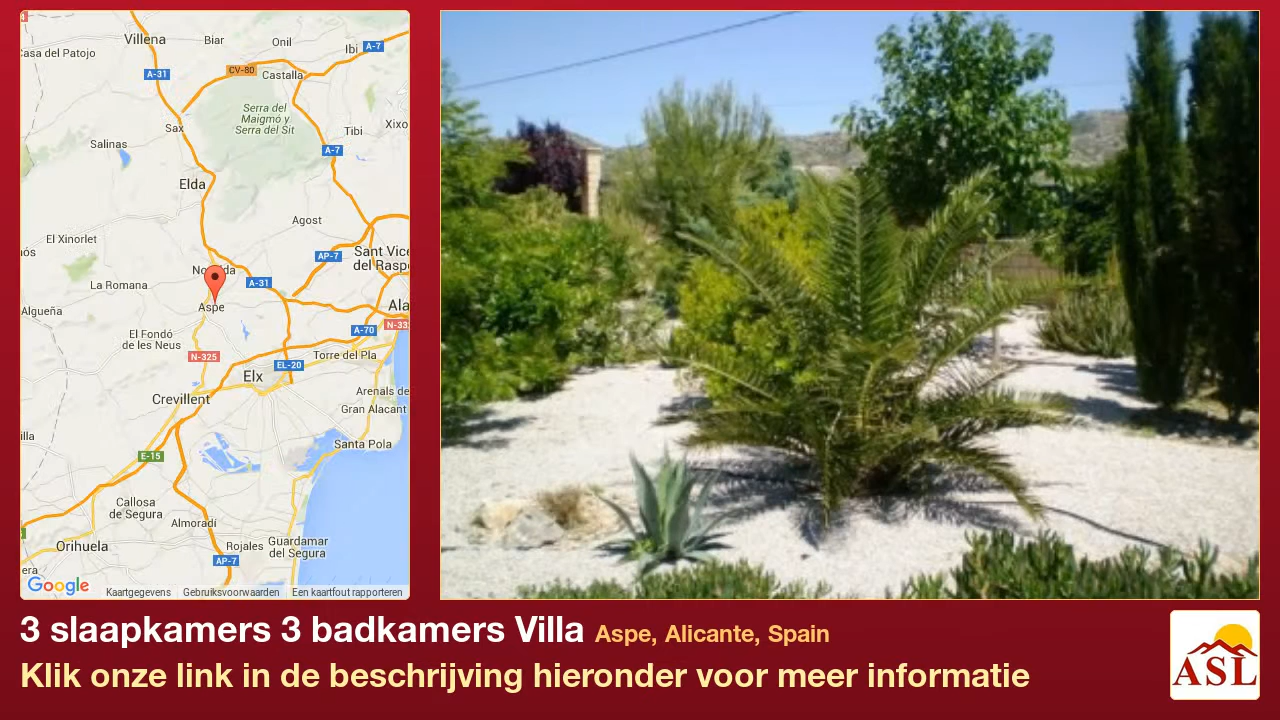 Villena
Biar
Onil
Ibi
A-7
Casa del Patojo
A-31
CV-80
Castalla
Serra del
Maigmó y
Serra del Sit
Sax
Tibi
Xixo
Salinas
A-7
Elda
Agost
El Xinorlet
AP-7
Sant Vice
del Raspe
La Romana
A-31
Aspe
Algueña
Ala
N-33
A-70
El Fondó
de les Neus
N-325
EL-20
Torre del Pla
Elx
Crevillent
Arenals de
Gran Alacant
illa
Santa Pola
E-15
Callosa
de Segura
Almoradí
Orihuela
Rojales
Guardamar
del Segura
AP-7
era
Google
Kaartgegevens Gebruiksvoorwaarden Een kaartfout rapporteren
3 slaapkamers 3 badkamers Villa Aspe, Alicante, Spain
Klik onze link in de beschrijving hieronder voor meer informatie
ASL